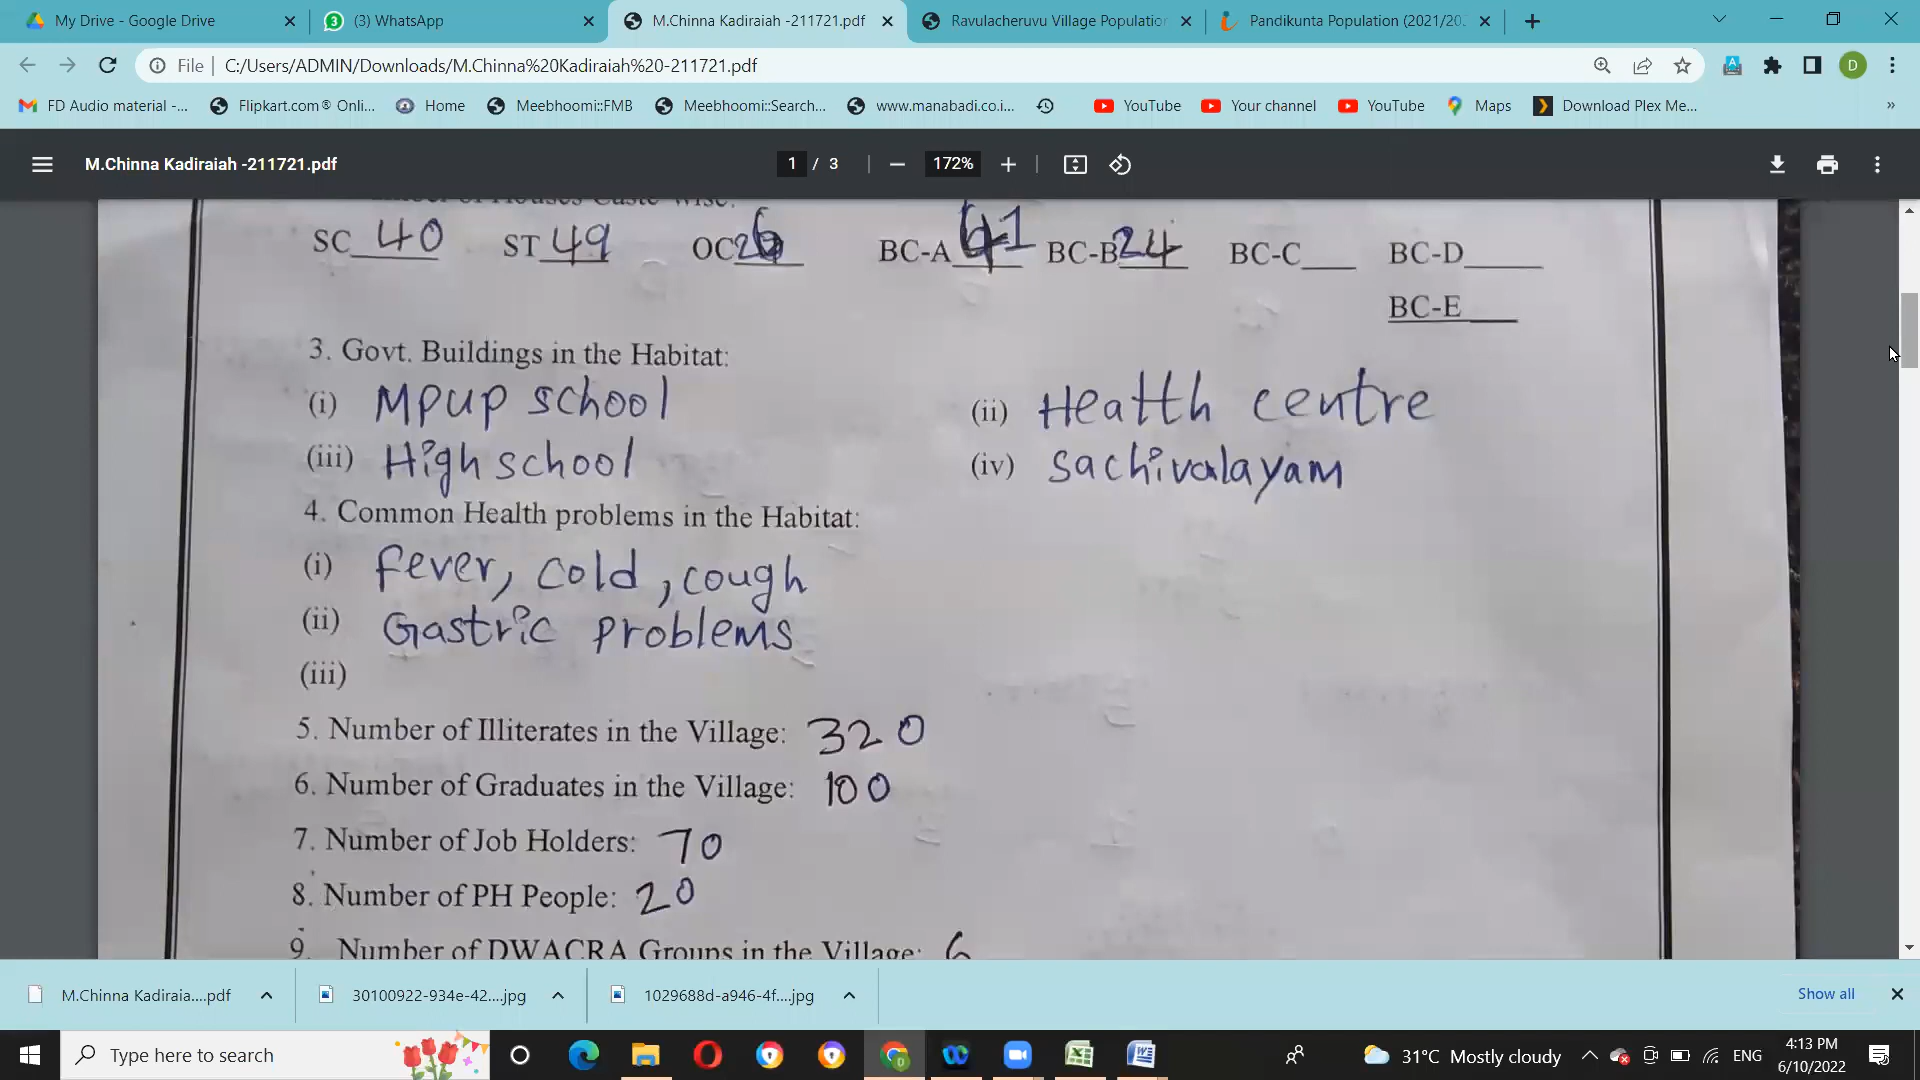 My Drive - Google Drive
(3) WhatsApp
M.Chinna Kadiraiah -211721.pdf
Ravulacheruvu Village Population
Pandikunta Population (2021/20
File
C:/Users/ADMIN/Downloads/M.Chinna%20Kadiraiah%20-211721.pdf
D
FD Audio material -...
Flipkart.com® Onli...
Home
Meebhoomi::FMB
Meebhoomi::Search...
www.manabadi.co.i...
YouTube
Your channel
YouTube
Maps
Download Plex Me...
»
M.Chinna Kadiraiah -211721.pdf
1 / 3
172%
SC 40 ST 49 OC 26 BC-A 61 BC-B 24 BC-C___ BC-D_____
BC-E ___
3. Govt. Buildings in the Habitat:
(i) MPUP school (ii) Health centre
(iii) High school (iv) Sachivalayam
4. Common Health problems in the Habitat:
(i) Fever, cold, cough
(ii) Gastric problems
(iii)
5. Number of Illiterates in the Village: 320
6. Number of Graduates in the Village: 100
7. Number of Job Holders: 70
8. Number of PH People: 20
9. Number of DWACRA Groups in the Village: 6
M.Chinna Kadiraia....pdf
30100922-934e-42....jpg
1029688d-a946-4f....jpg
Show all
Type here to search
31°C Mostly cloudy
ENG
4:13 PM
6/10/2022